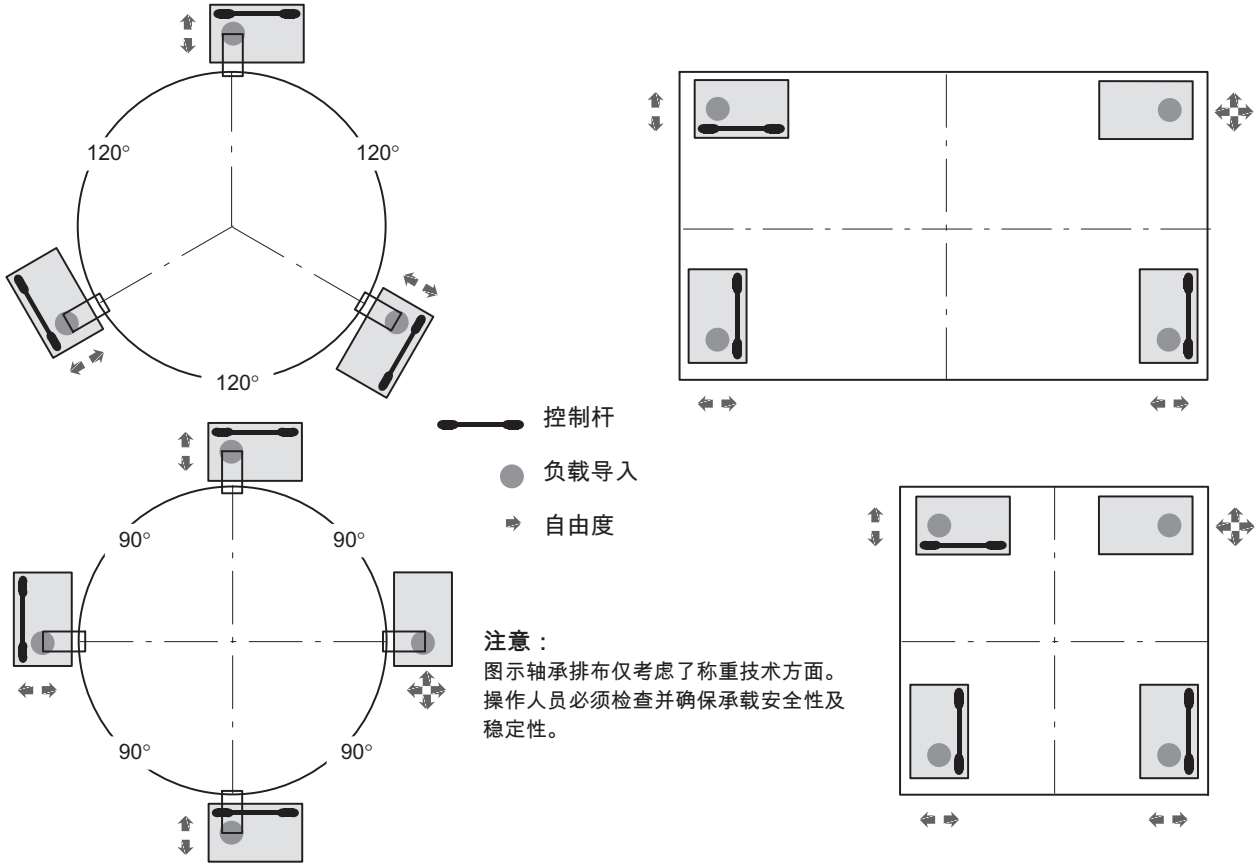 120°
120°
120°
控制杆
负载导入
自由度
90°
90°
90°
90°
注意：
图示轴承排布仅考虑了称重技术方面。
操作人员必须检查并确保承载安全性及
稳定性。